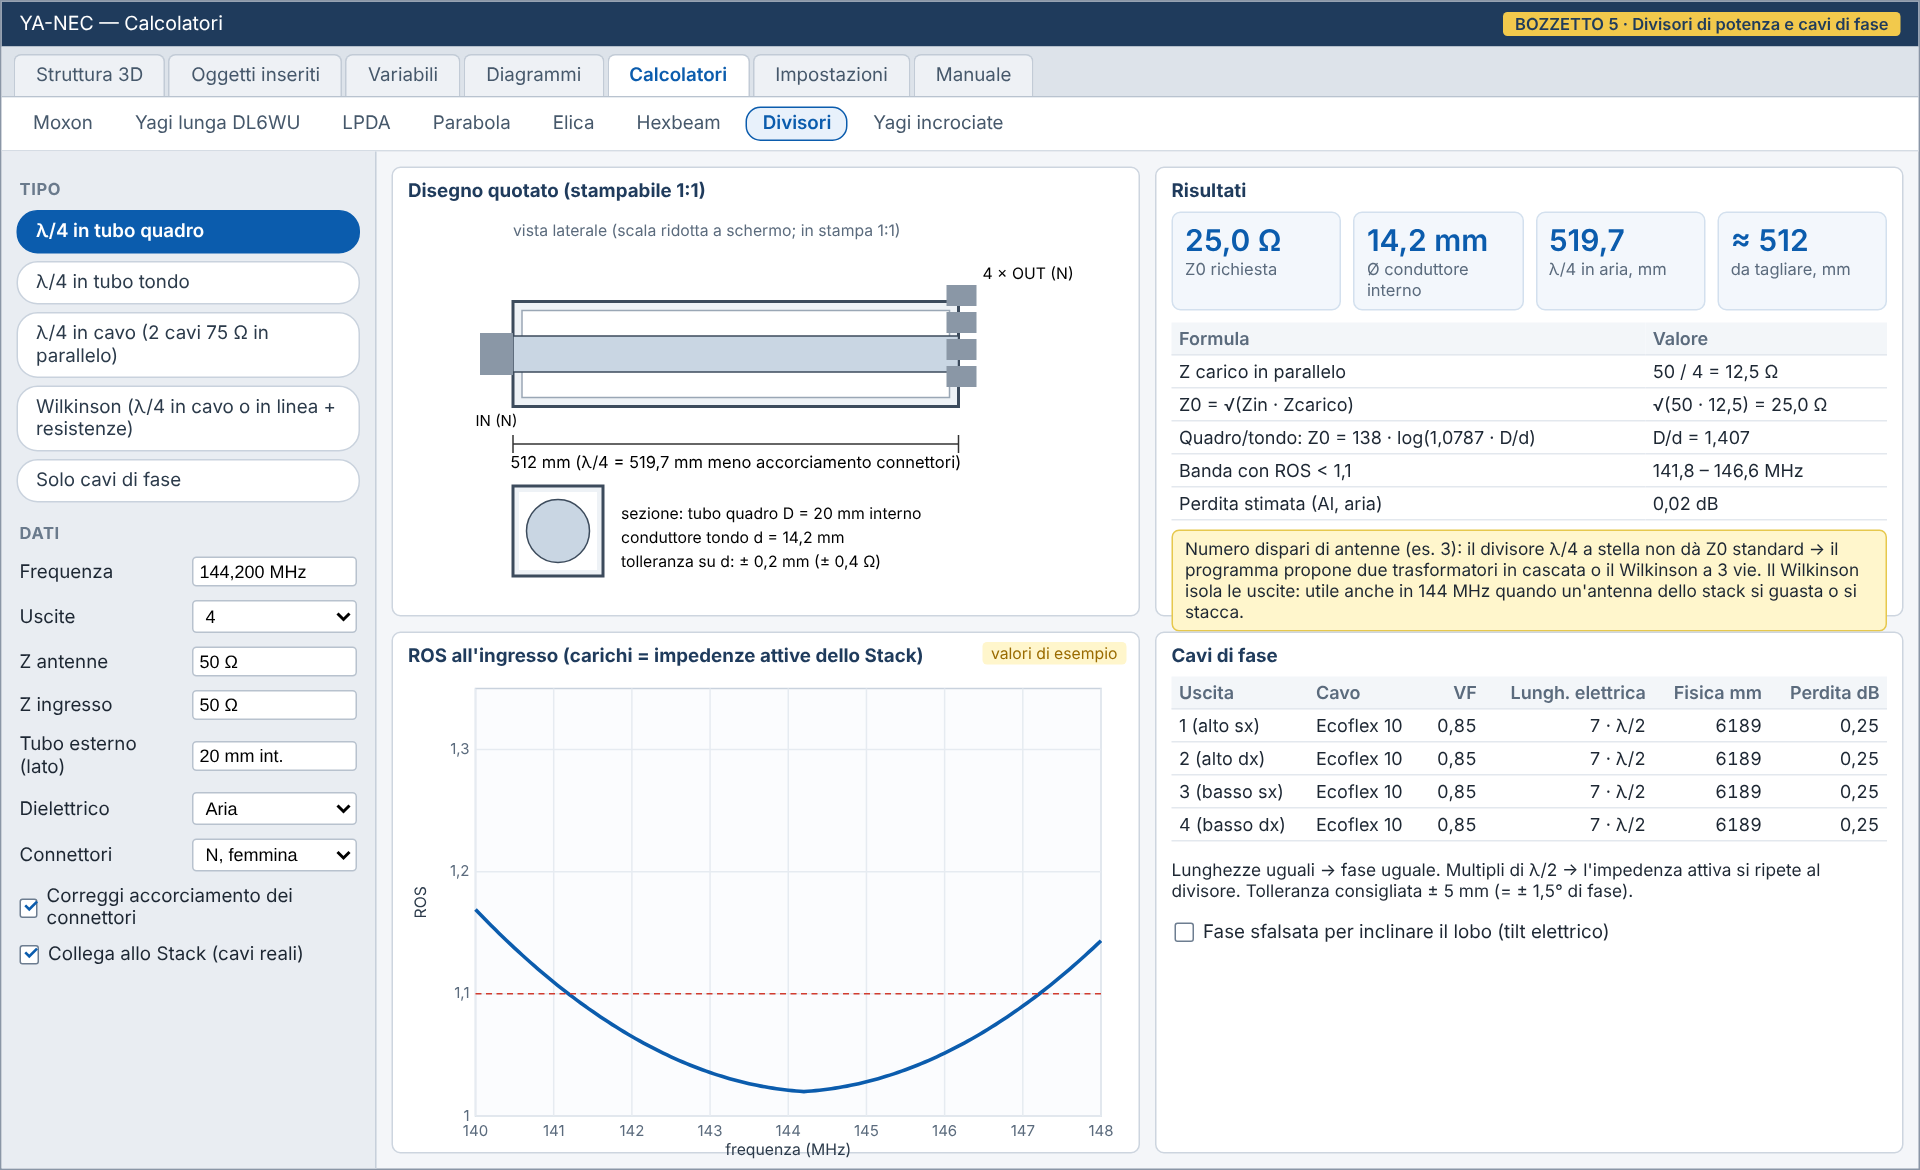 YA-NEC — Calcolatori
BOZZETTO 5 · Divisori di potenza e cavi di fase
Struttura 3D
Oggetti inseriti
Variabili
Diagrammi
Calcolatori
Impostazioni
Manuale
Moxon
Yagi lunga DL6WU
LPDA
Parabola
Elica
Hexbeam
Divisori
Yagi incrociate
TIPO
λ/4 in tubo quadro
λ/4 in tubo tondo
λ/4 in cavo (2 cavi 75 Ω in
parallelo)
Wilkinson (λ/4 in cavo o in linea +
resistenze)
Solo cavi di fase
DATI
Frequenza 144,200 MHz
Uscite 4
Z antenne 50 Ω
Z ingresso 50 Ω
Tubo esterno
(lato) 20 mm int.
Dielettrico Aria
Connettori N, femmina
Correggi accorciamento dei
connettori
Collega allo Stack (cavi reali)
Disegno quotato (stampabile 1:1)
vista laterale (scala ridotta a schermo; in stampa 1:1)
4 × OUT (N)
IN (N)
512 mm (λ/4 = 519,7 mm meno accorciamento connettori)
sezione: tubo quadro D = 20 mm interno
conduttore tondo d = 14,2 mm
tolleranza su d: ± 0,2 mm (± 0,4 Ω)
Risultati
25,0 Ω
Z0 richiesta
14,2 mm
Ø conduttore
interno
519,7
λ/4 in aria, mm
≈ 512
da tagliare, mm
Formula Valore
Z carico in parallelo 50 / 4 = 12,5 Ω
Z0 = √(Zin · Zcarico) √(50 · 12,5) = 25,0 Ω
Quadro/tondo: Z0 = 138 · log(1,0787 · D/d) D/d = 1,407
Banda con ROS < 1,1 141,8 – 146,6 MHz
Perdita stimata (Al, aria) 0,02 dB
Numero dispari di antenne (es. 3): il divisore λ/4 a stella non dà Z0 standard → il
programma propone due trasformatori in cascata o il Wilkinson a 3 vie. Il Wilkinson
isola le uscite: utile anche in 144 MHz quando un'antenna dello stack si guasta o si
stacca.
ROS all'ingresso (carichi = impedenze attive dello Stack)
valori di esempio
1,3
1,2
1,1
1
ROS
140 141 142 143 144 145 146 147 148
frequenza (MHz)
Cavi di fase
Uscita Cavo VF Lungh. elettrica Fisica mm Perdita dB
1 (alto sx) Ecoflex 10 0,85 7 · λ/2 6189 0,25
2 (alto dx) Ecoflex 10 0,85 7 · λ/2 6189 0,25
3 (basso sx) Ecoflex 10 0,85 7 · λ/2 6189 0,25
4 (basso dx) Ecoflex 10 0,85 7 · λ/2 6189 0,25
Lunghezze uguali → fase uguale. Multipli di λ/2 → l'impedenza attiva si ripete al
divisore. Tolleranza consigliata ± 5 mm (= ± 1,5° di fase).
Fase sfalsata per inclinare il lobo (tilt elettrico)